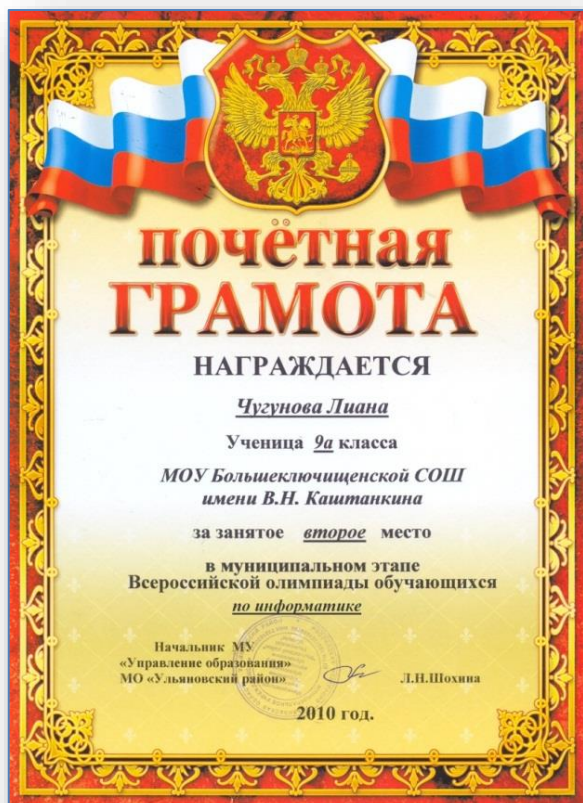 почётная
ГРАМОТА
НАГРАЖДАЕТСЯ
Чугунова Лиана
Ученица 9а класса
МОУ Большеключищенской СОШ
имени В.Н. Каштанкина
за занятое второе место
в муниципальном этапе
Всероссийской олимпиады обучающихся
по информатике
Начальник МУ
«Управление образования»
МО «Ульяновский район» Л.Н.Шохина
2010 год.